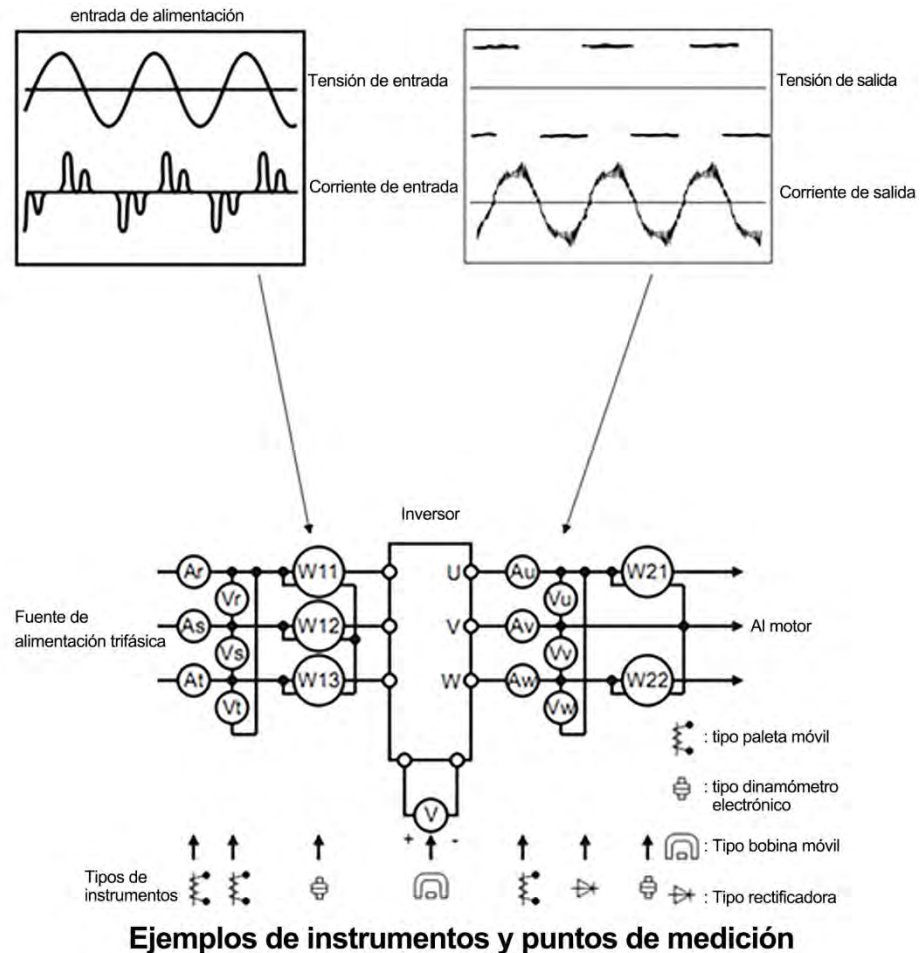 entrada de alimentación
Tensión de entrada
Corriente de entrada
Tensión de salida
Corriente de salida
Inversor
Ar
W11
U
Au
W21
Vr
Vu
Fuente de
alimentación trifásica
As
W12
V
Av
Al motor
Vs
Vv
At
W13
W
Aw
W22
Vt
Vw
: tipo paleta móvil
: tipo dinamómetro
electrónico
V
+ -
: Tipo bobina móvil
Tipos de
instrumentos
: Tipo rectificadora
Ejemplos de instrumentos y puntos de medición